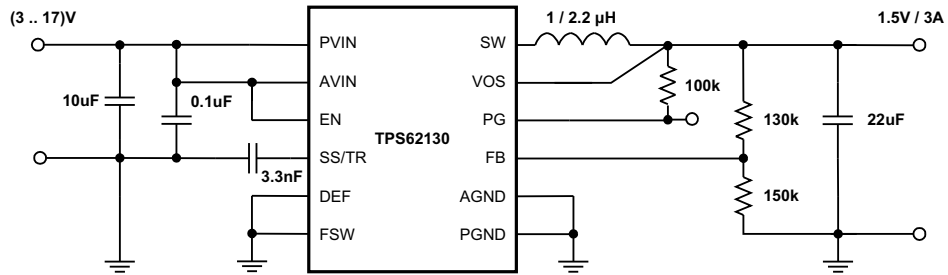 (3 .. 17)V
1 / 2.2 µH
1.5V / 3A
PVIN
SW
AVIN
VOS
100k
10uF
0.1uF
EN
PG
130k
22uF
TPS62130
SS/TR
FB
3.3nF
DEF
AGND
150k
FSW
PGND